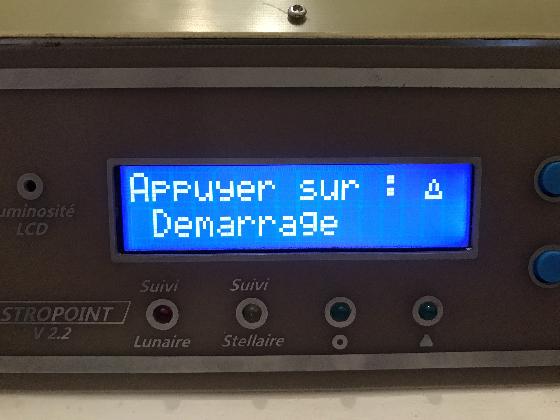 Appuyer sur : Δ
Demarrage
uminosité
LCD
Suivi
Suivi
STROPOINT
V 2.2
Lunaire
Stellaire